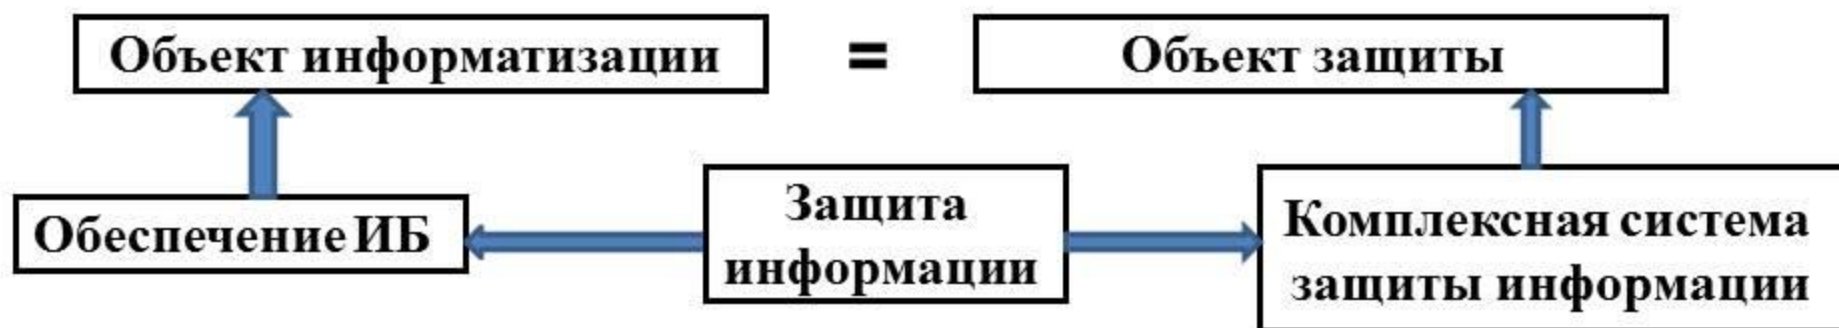 Объект информатизации
=
Объект защиты
Обеспечение ИБ
Защита
информации
Комплексная система
защиты информации